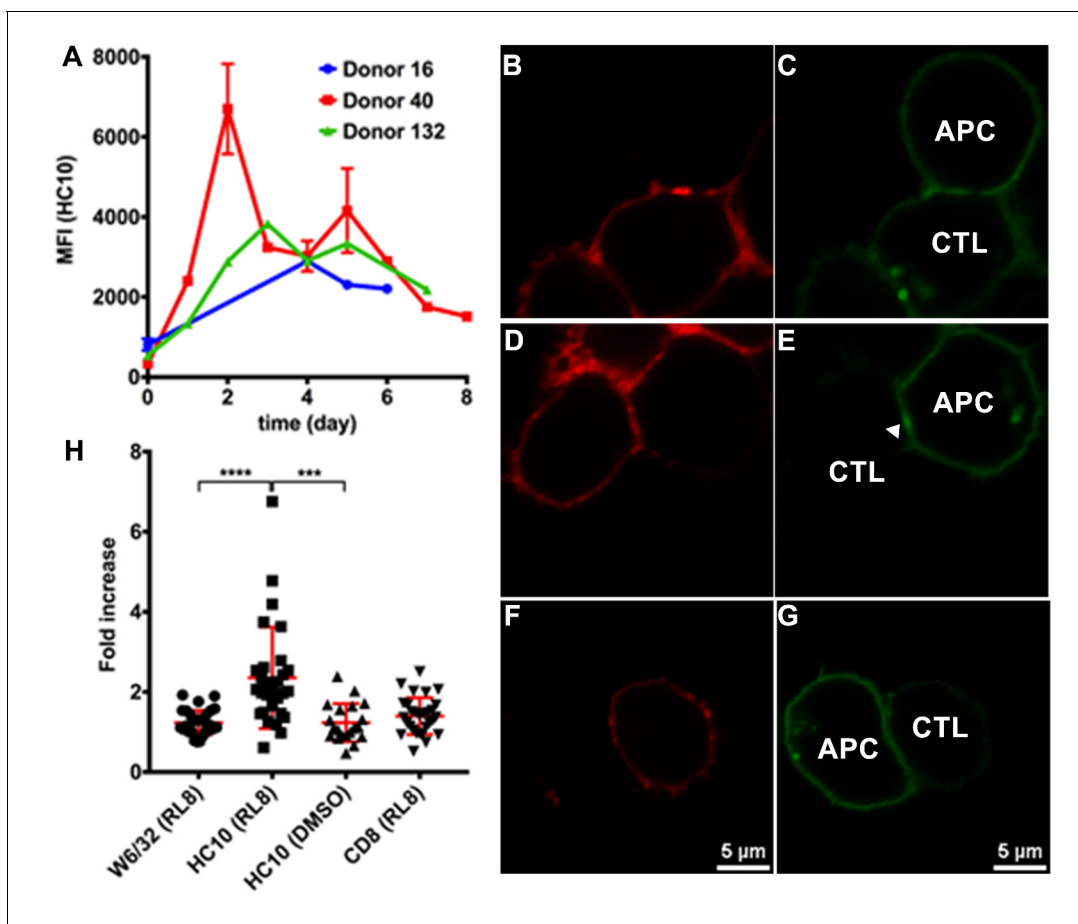 A
8000
6000
4000
2000
0
MFI (HC10)
Donor 16
Donor 40
Donor 132
0 2 4 6 8
time (day)
B
C
APC
CTL
D
E
APC
CTL
H
8
6
4
2
0
Fold increase
**** ***
W6/32 (RL8)
HC10 (RL8)
HC10 (DMSO)
CD8 (RL8)
F
5 µm
G
APC
CTL
5 µm